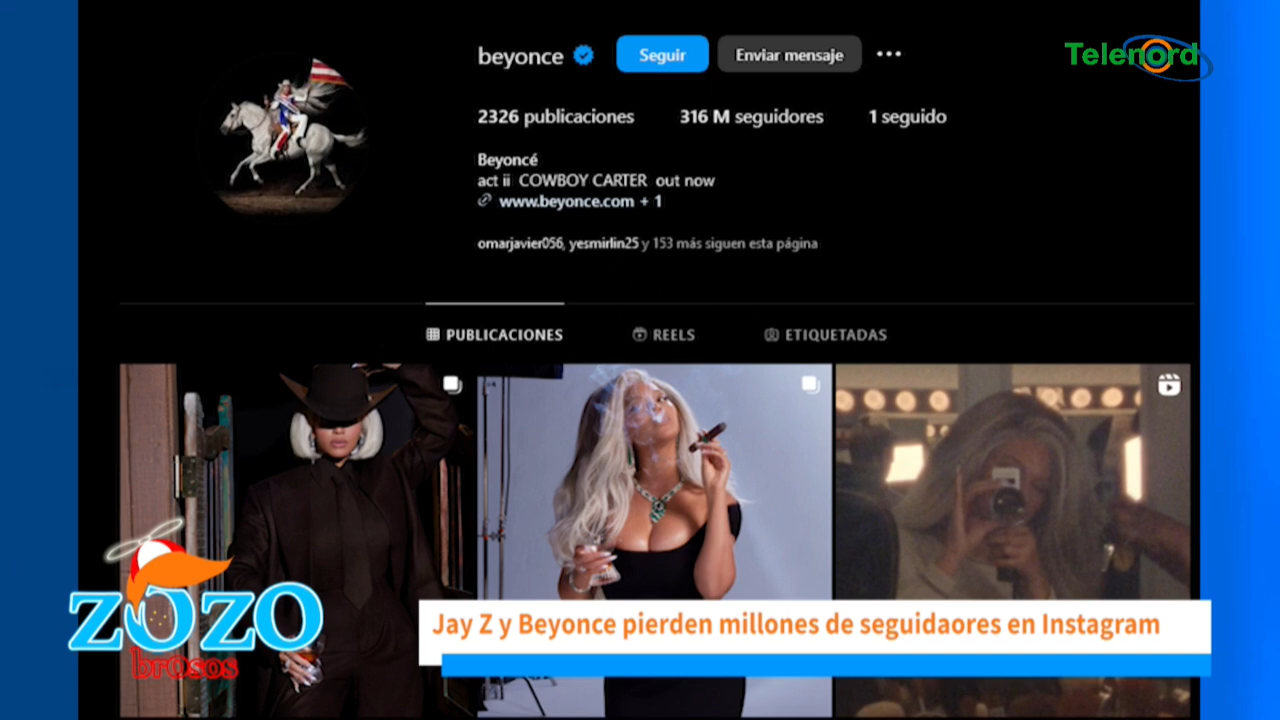 beyonce
Seguir
Enviar mensaje
Telenord
2326 publicaciones
316 M seguidores
1 seguido
Beyoncé
act ii COWBOY CARTER out now
www.beyonce.com + 1
omarjavier056, yesmirlin25 y 153 más siguen esta página
PUBLICACIONES
REELS
ETIQUETADAS
zozo
brosos
Jay Z y Beyonce pierden millones de seguidaores en Instagram